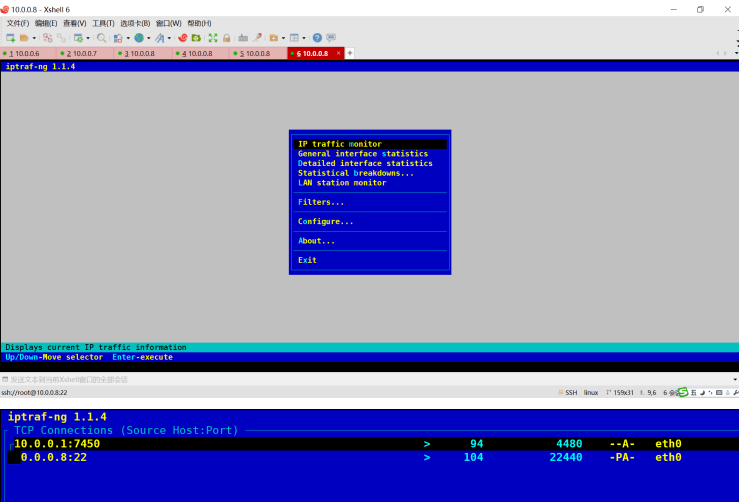 10.0.0.8 - Xshell 6
文件(F) 编辑(E) 查看(V) 工具(T) 选项卡(B) 窗口(W) 帮助(H)
1 10.0.0.6 2 10.0.0.7 3 10.0.0.8 4 10.0.0.8 5 10.0.0.8 6 10.0.0.8 × +
iptraf-ng 1.1.4
IP traffic monitor
General interface statistics
Detailed interface statistics
Statistical breakdowns...
LAN station monitor
Filters...
Configure...
About...
Exit
Displays current IP traffic information
Up/Down-Move selector Enter-execute
发送文本到当前Xshell窗口的全部会话
ssh://root@10.0.0.8:22 SSH linux 159x31 9,6 6 会话 五
iptraf-ng 1.1.4
TCP Connections (Source Host:Port)
10.0.0.1:7450 > 94 4480 --A- eth0
0.0.0.8:22 > 104 22440 -PA- eth0